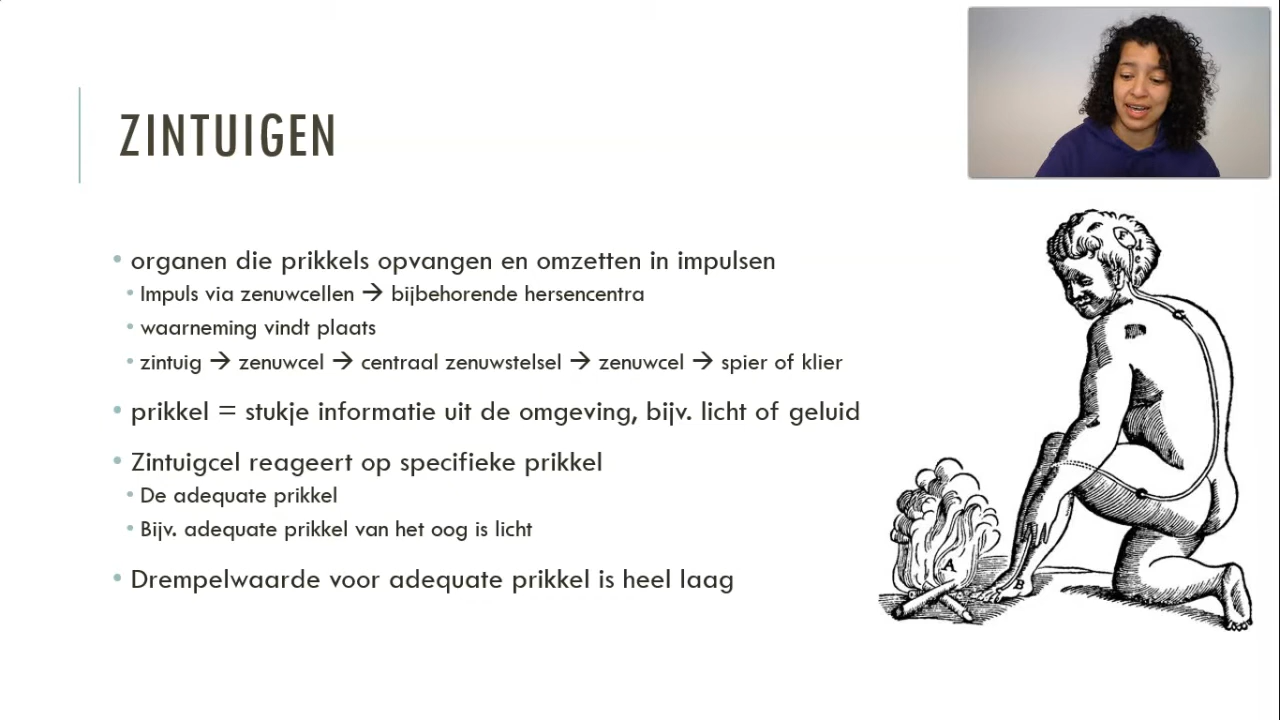 ZINTUIGEN
• organen die prikkels opvangen en omzetten in impulsen
• Impuls via zenuwcellen → bijbehorende hersencentra
• waarneming vindt plaats
• zintuig → zenuwcel → centraal zenuwstelsel → zenuwcel → spier of klier
• prikkel = stukje informatie uit de omgeving, bijv. licht of geluid
• Zintuigcel reageert op specifieke prikkel
• De adequate prikkel
• Bijv. adequate prikkel van het oog is licht
• Drempelwaarde voor adequate prikkel is heel laag
A
B